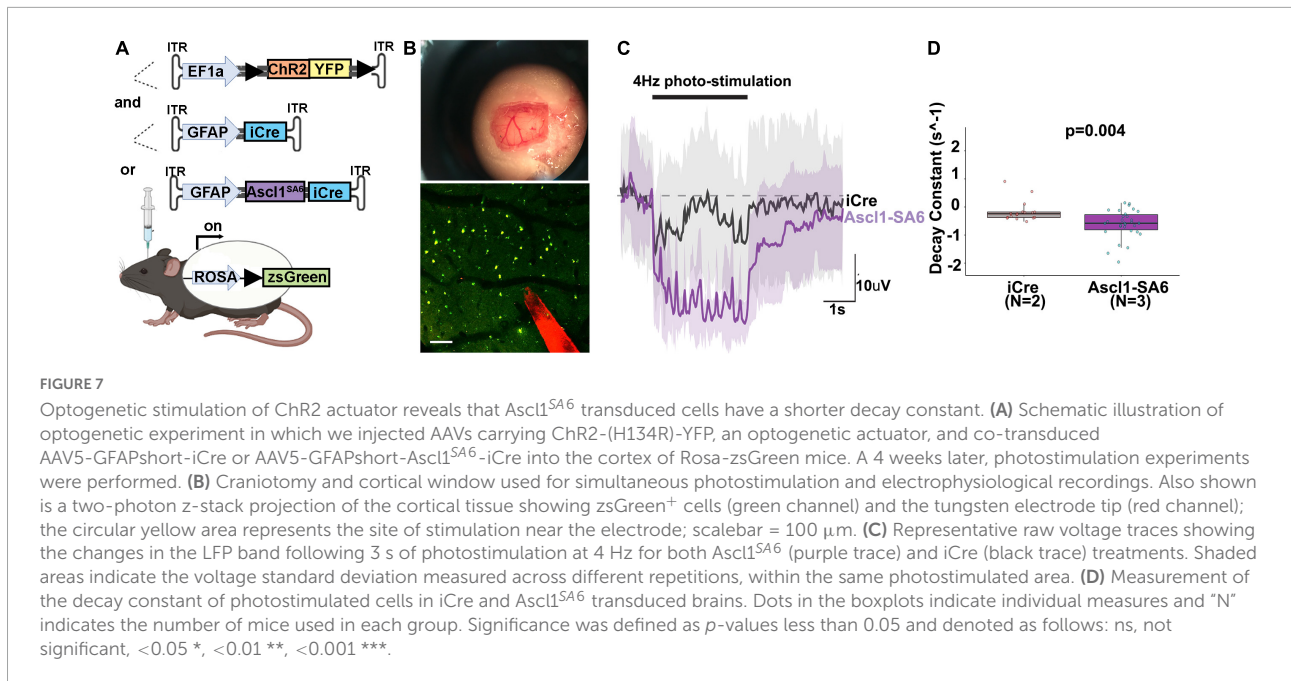 A
ITR
ITR
EF1a
ChR2
YFP
and
ITR
ITR
GFAP
iCre
or
ITR
ITR
GFAP
Ascl1SA6
iCre
on
ROSA
zsGreen
B
C
4Hz photo-stimulation
iCre
Ascl1-SA6
10uV
1s
D
p=0.004
Decay Constant (s^-1)
2
1
0
-1
-2
iCre
(N=2)
Ascl1-SA6
(N=3)
FIGURE 7
Optogenetic stimulation of ChR2 actuator reveals that Ascl1SA6 transduced cells have a shorter decay constant. (A) Schematic illustration of
optogenetic experiment in which we injected AAVs carrying ChR2-(H134R)-YFP, an optogenetic actuator, and co-transduced
AAV5-GFAPshort-iCre or AAV5-GFAPshort-Ascl1SA6-iCre into the cortex of Rosa-zsGreen mice. A 4 weeks later, photostimulation experiments
were performed. (B) Craniotomy and cortical window used for simultaneous photostimulation and electrophysiological recordings. Also shown
is a two-photon z-stack projection of the cortical tissue showing zsGreen+ cells (green channel) and the tungsten electrode tip (red channel);
the circular yellow area represents the site of stimulation near the electrode; scalebar = 100 μm. (C) Representative raw voltage traces showing
the changes in the LFP band following 3 s of photostimulation at 4 Hz for both Ascl1SA6 (purple trace) and iCre (black trace) treatments. Shaded
areas indicate the voltage standard deviation measured across different repetitions, within the same photostimulated area. (D) Measurement of
the decay constant of photostimulated cells in iCre and Ascl1SA6 transduced brains. Dots in the boxplots indicate individual measures and "N"
indicates the number of mice used in each group. Significance was defined as p-values less than 0.05 and denoted as follows: ns, not
significant, <0.05 *, <0.01 **, <0.001 ***.